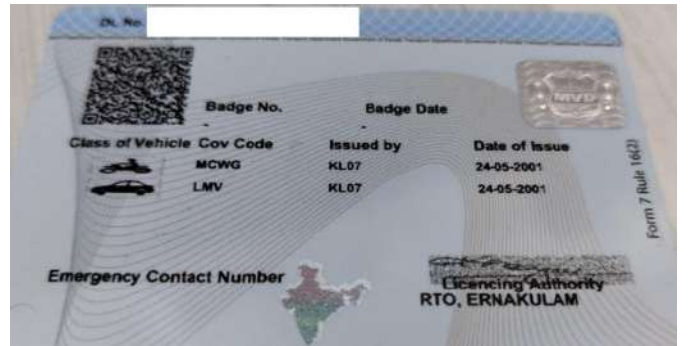 DL No.
MVD
Badge No. Badge Date
- -
Class of Vehicle Cov Code Issued by Date of Issue
MCWG KL07 24-05-2001
LMV KL07 24-05-2001
Form 7 Rule 16(2)
Emergency Contact Number
Licencing Authority
RTO, ERNAKULAM